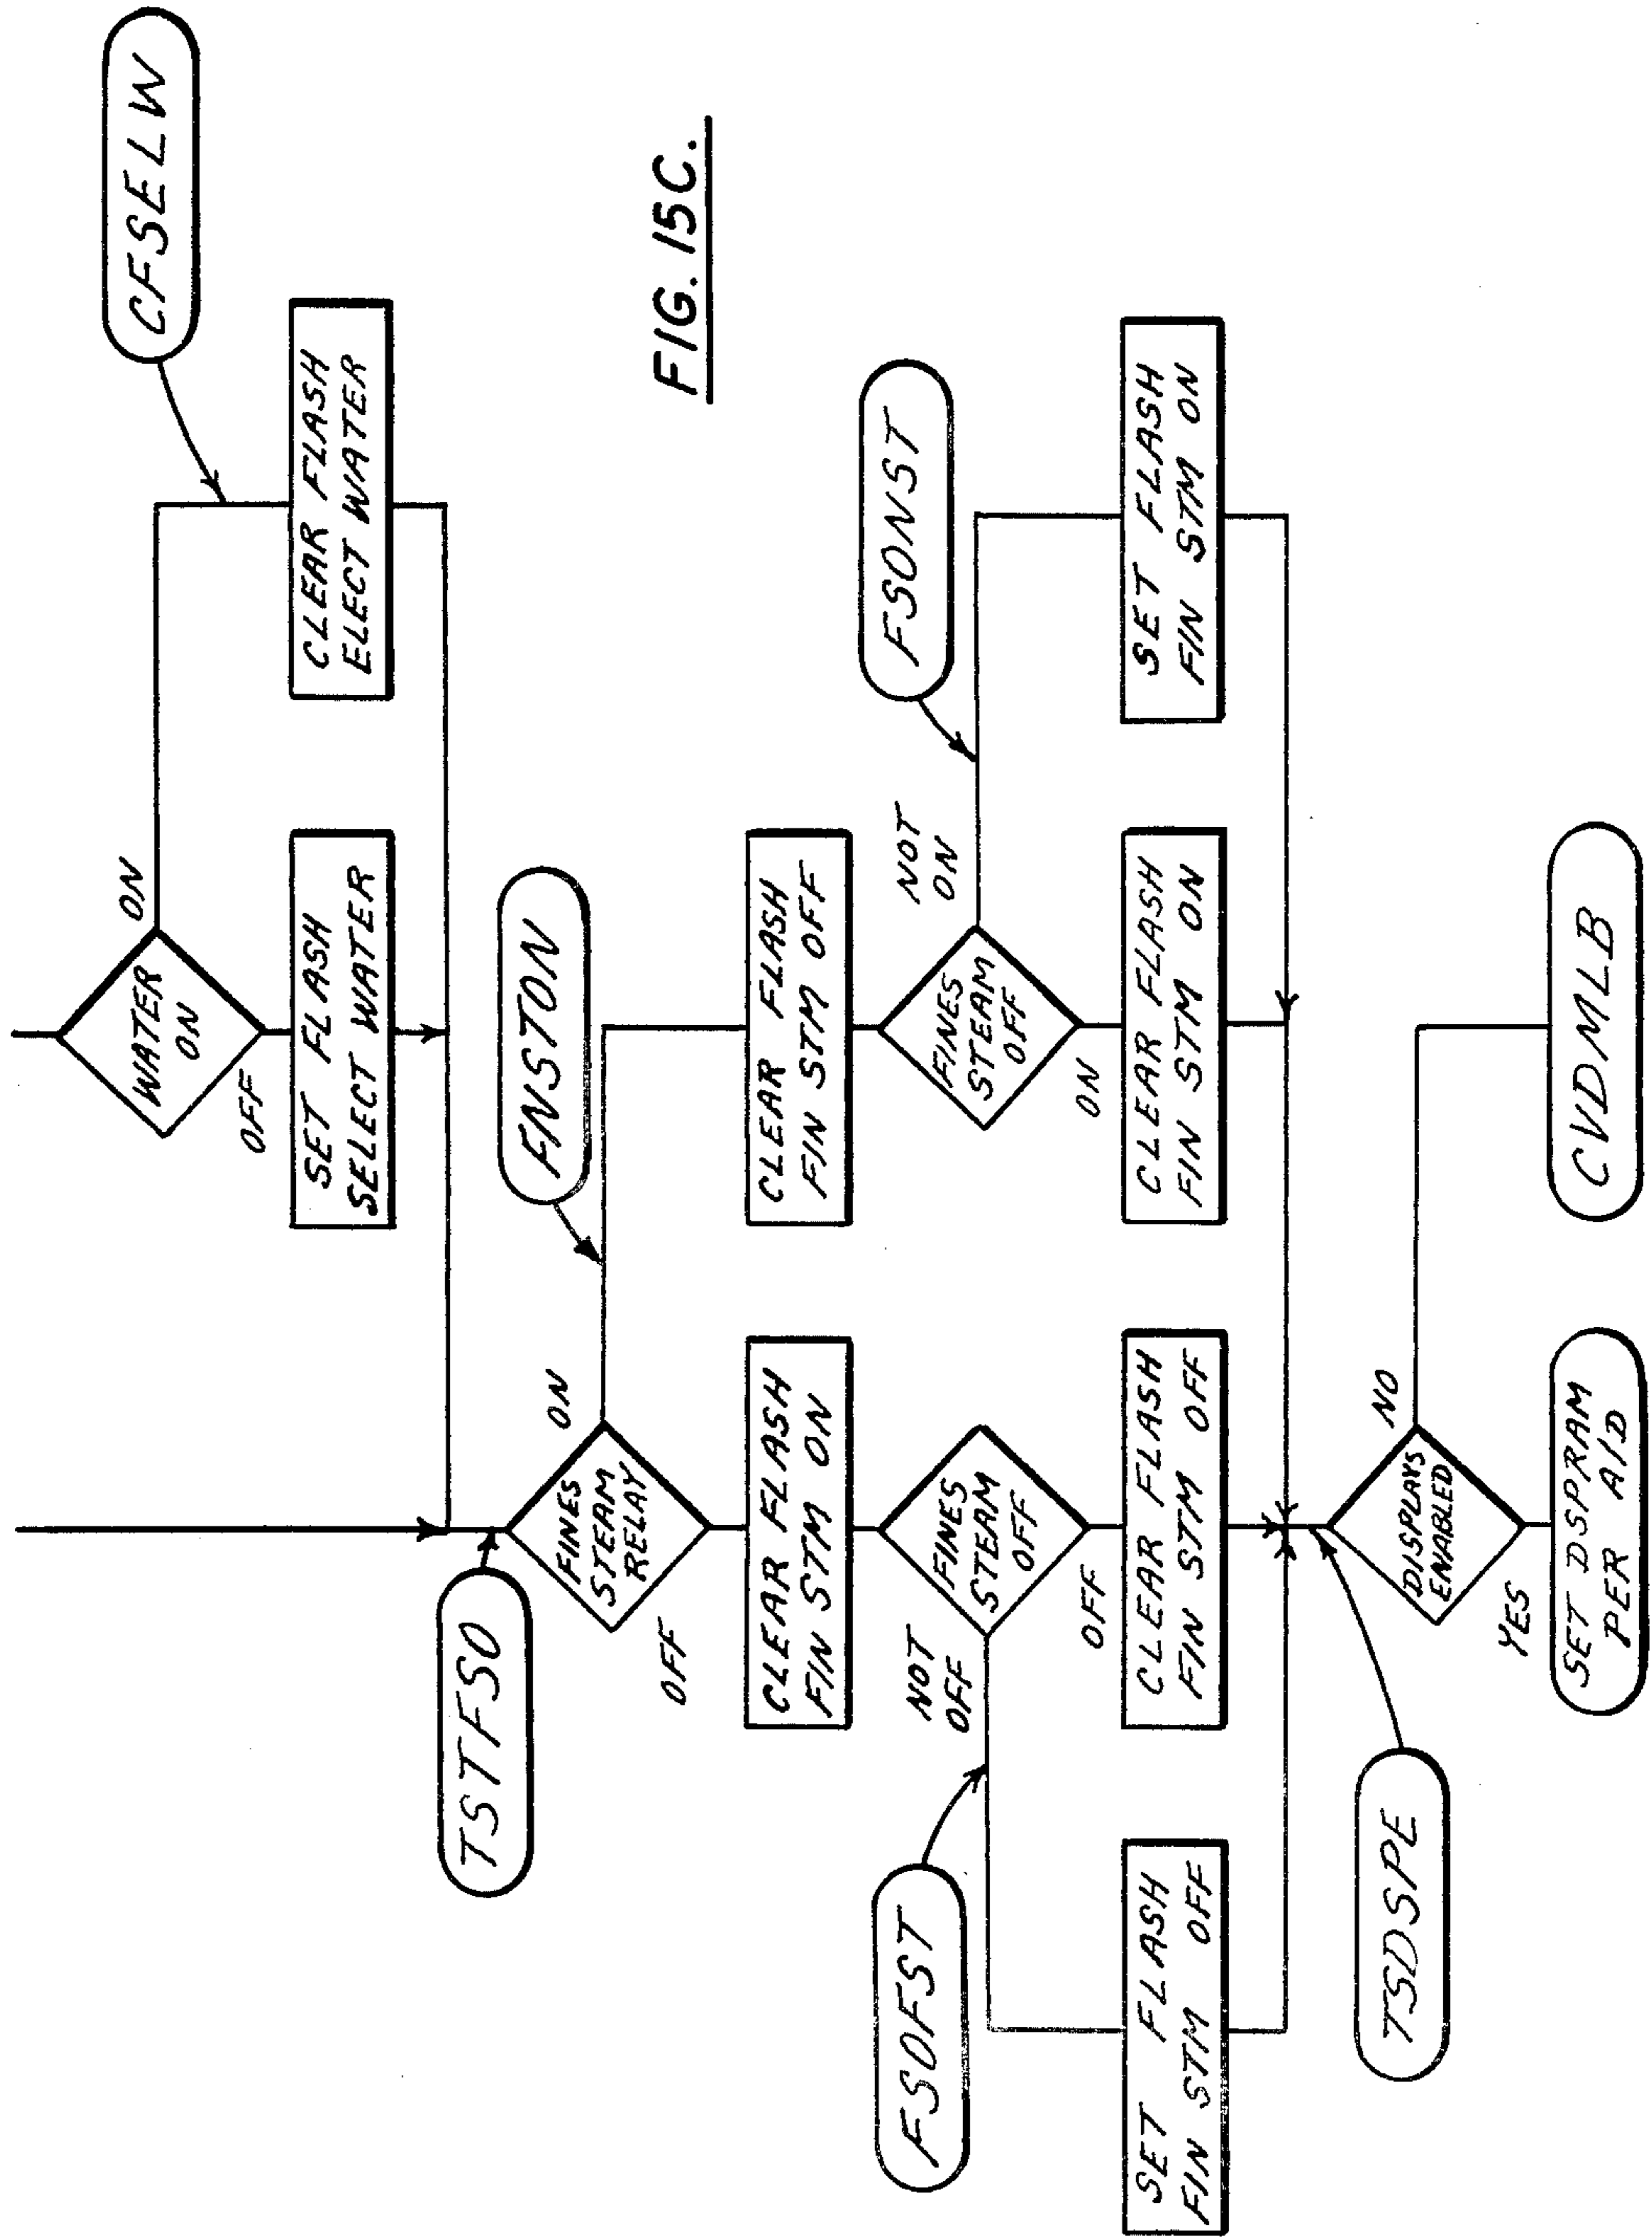 CFSELW
WATER
ON
ON
OFF
SET FLASH
SELECT WATER
CLEAR FLASH
ELECT WATER
FIG. 15C.
TSTFSO
FNSTON
FINES
STEAM
RELAY
ON
OFF
CLEAR FLASH
FIN STM ON
CLEAR FLASH
FIN STM OFF
FSOFST
NOT
OFF
FINES
STEAM
OFF
OFF
FINES
STEAM
OFF
NOT
ON
ON
FSONST
SET FLASH
FIN STM OFF
CLEAR FLASH
FIN STM OFF
CLEAR FLASH
FIN STM ON
SET FLASH
FIN STM ON
TSDSPE
DISPLAYS
ENABLED
NO
YES
SET DSPRAM
PER A/D
CVDMLB